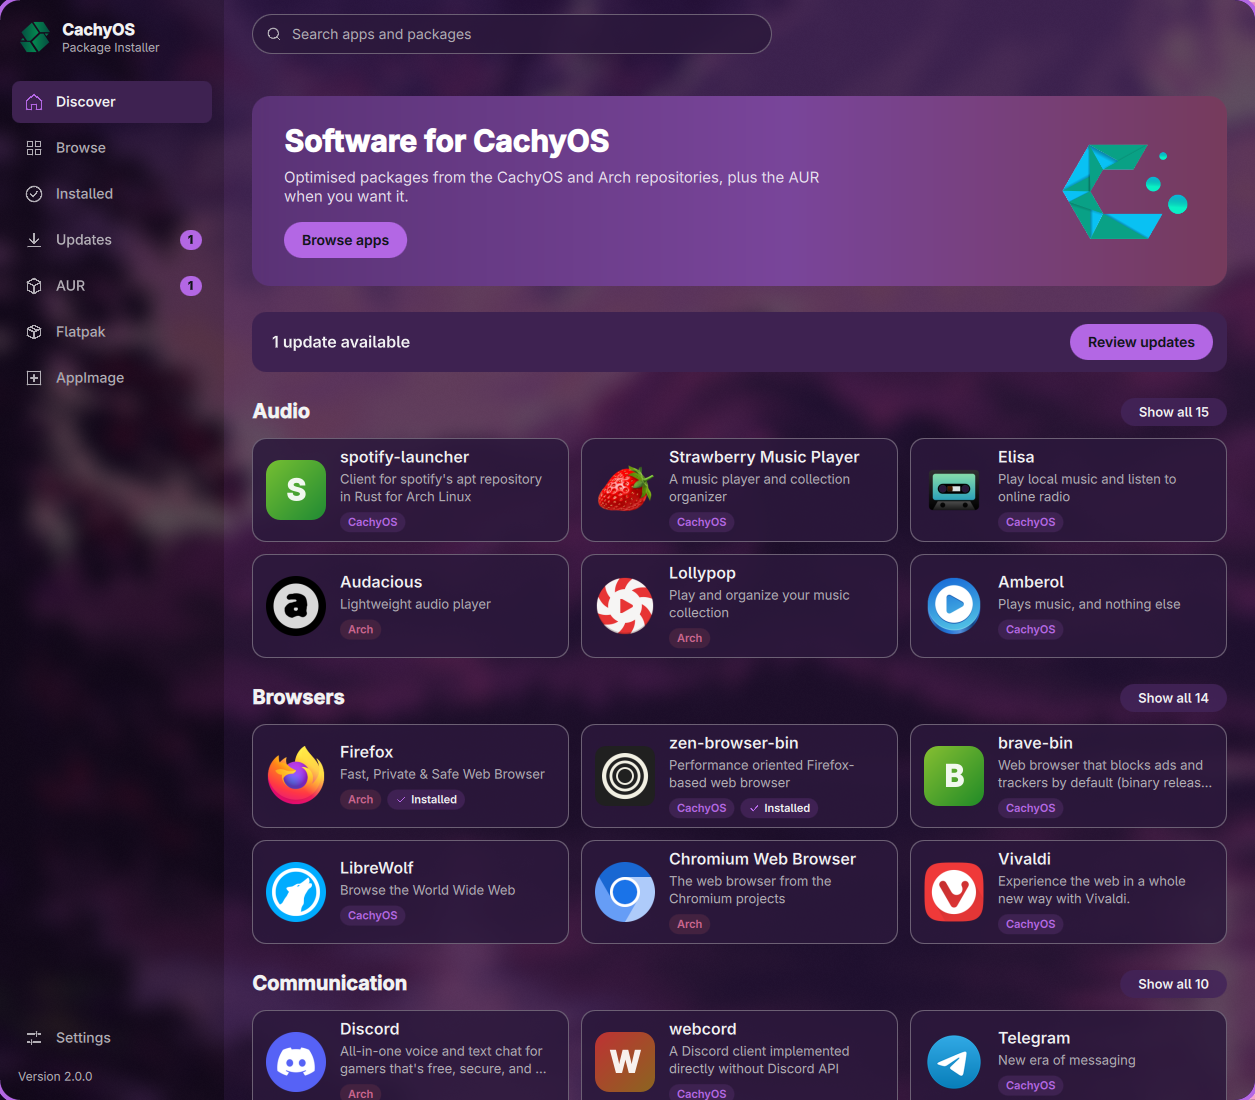 CachyOS
Package Installer
Search apps and packages
Discover
Browse
Installed
Updates 1
AUR 1
Flatpak
AppImage
Settings
Version 2.0.0
Software for CachyOS
Optimised packages from the CachyOS and Arch repositories, plus the AUR
when you want it.
Browse apps
1 update available
Review updates
Audio
Show all 15
S
spotify-launcher
Client for spotify's apt repository
in Rust for Arch Linux
CachyOS
Strawberry Music Player
A music player and collection
organizer
CachyOS
Elisa
Play local music and listen to
online radio
CachyOS
a
Audacious
Lightweight audio player
Arch
Lollypop
Play and organize your music
collection
Arch
Amberol
Plays music, and nothing else
CachyOS
Browsers
Show all 14
Firefox
Fast, Private & Safe Web Browser
Arch
Installed
zen-browser-bin
Performance oriented Firefox-
based web browser
CachyOS
Installed
B
brave-bin
Web browser that blocks ads and
trackers by default (binary releas...
CachyOS
LibreWolf
Browse the World Wide Web
CachyOS
Chromium Web Browser
The web browser from the
Chromium projects
Arch
Vivaldi
Experience the web in a whole
new way with Vivaldi.
CachyOS
Communication
Show all 10
Discord
All-in-one voice and text chat for
gamers that's free, secure, and ...
Arch
W
webcord
A Discord client implemented
directly without Discord API
CachyOS
Telegram
New era of messaging
CachyOS